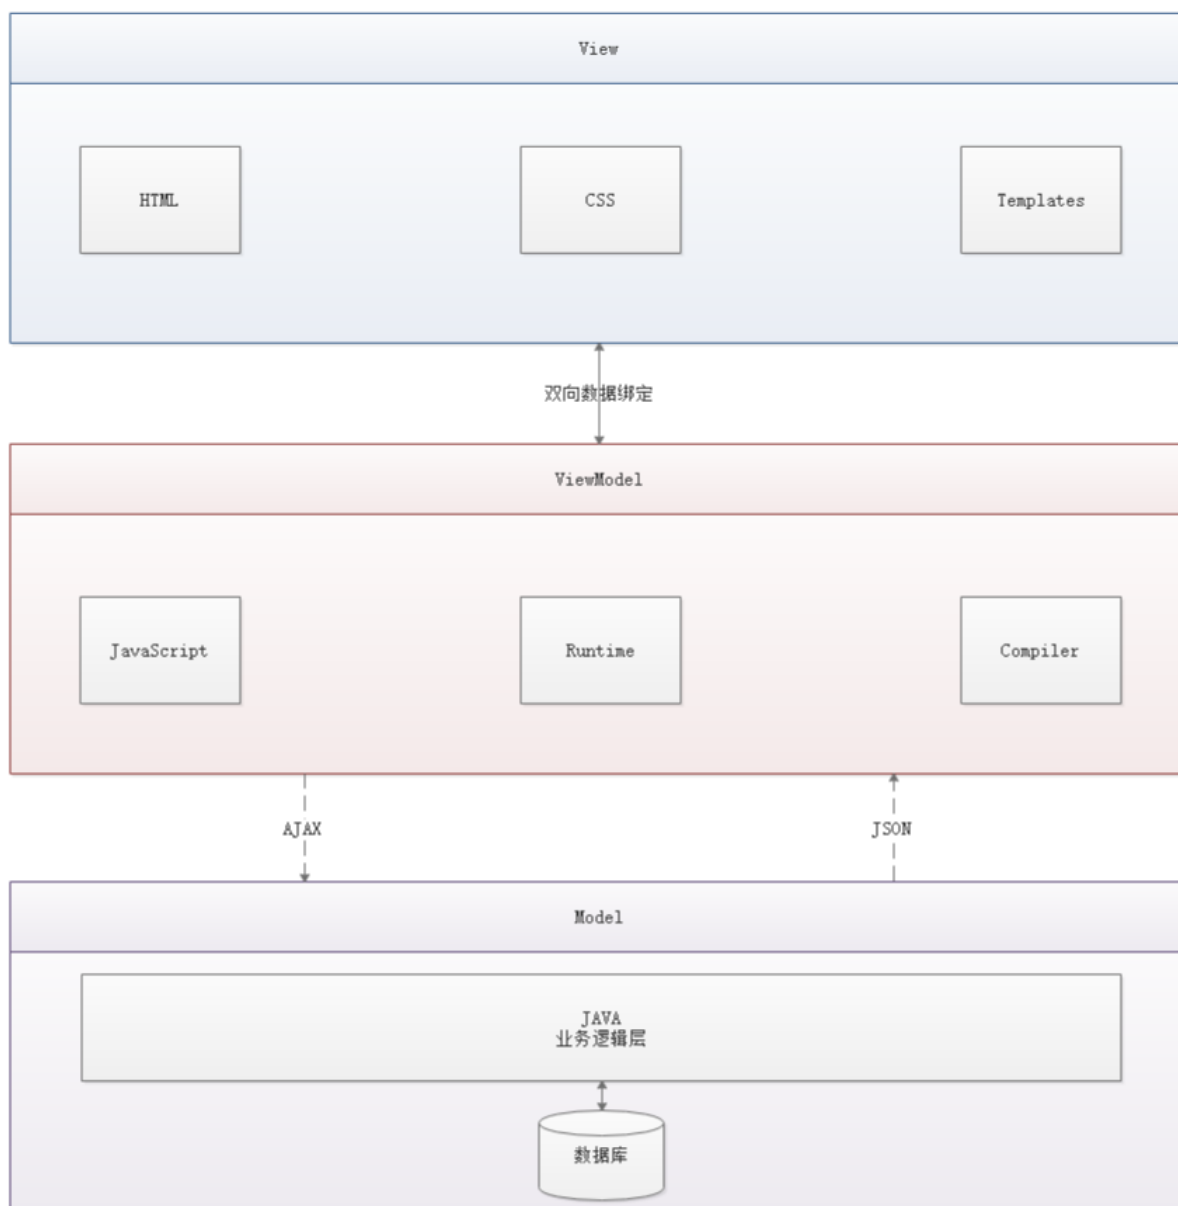 View
HTML
CSS
Templates
双向数据绑定
ViewModel
JavaScript
Runtime
Compiler
AJAX
JSON
Model
JAVA
业务逻辑层
数据库